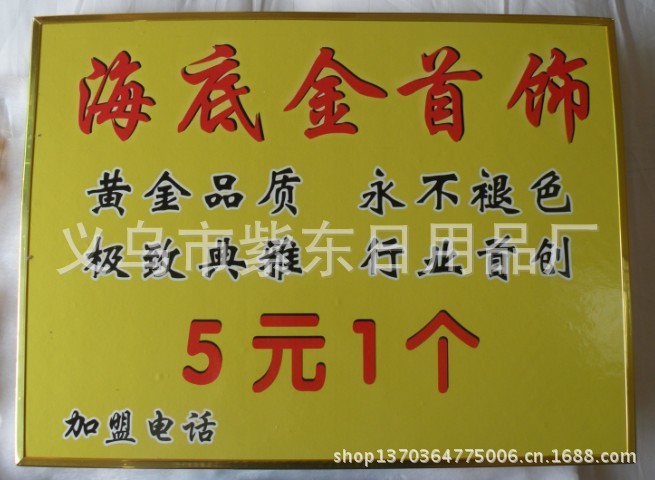 海底金首饰
黄金品质 永不褪色
义乌市紫东日用品厂
极致典雅 行业首创
5元1个
加盟电话
shop1370364775006.cn.1688.com